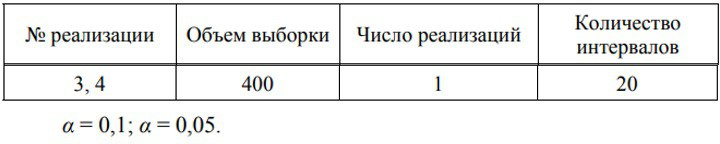 № реализации Объем выборки Число реализаций Количество интервалов
3, 4 400 1 20
α = 0,1; α = 0,05.